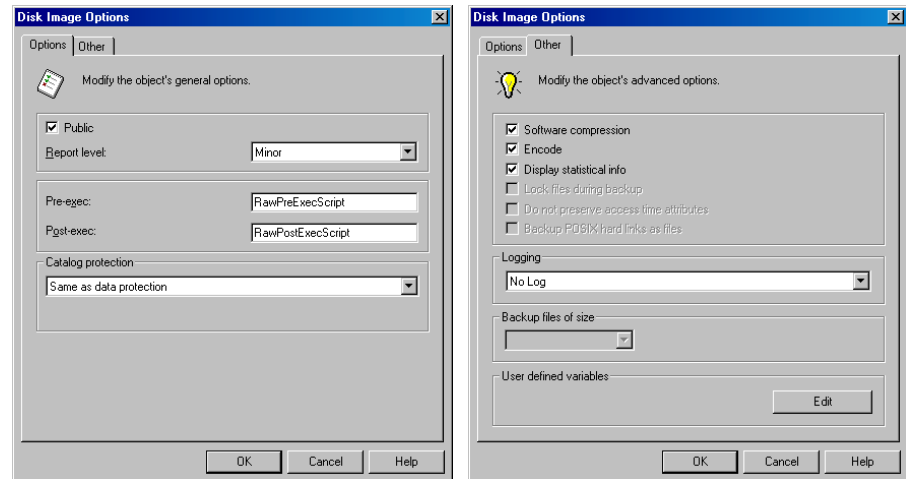 Disk Image Options
Options Other
Modify the object's general options.
Public
Report level: Minor
Pre-exec: RawPreExecScript
Post-exec: RawPostExecScript
Catalog protection
Same as data protection
OK Cancel Help
Disk Image Options
Options Other
Modify the object's advanced options.
Software compression
Encode
Display statistical info
Lock files during backup
Do not preserve access time attributes
Backup POSIX hard links as files
Logging
No Log
Backup files of size
User defined variables
Edit
OK Cancel Help